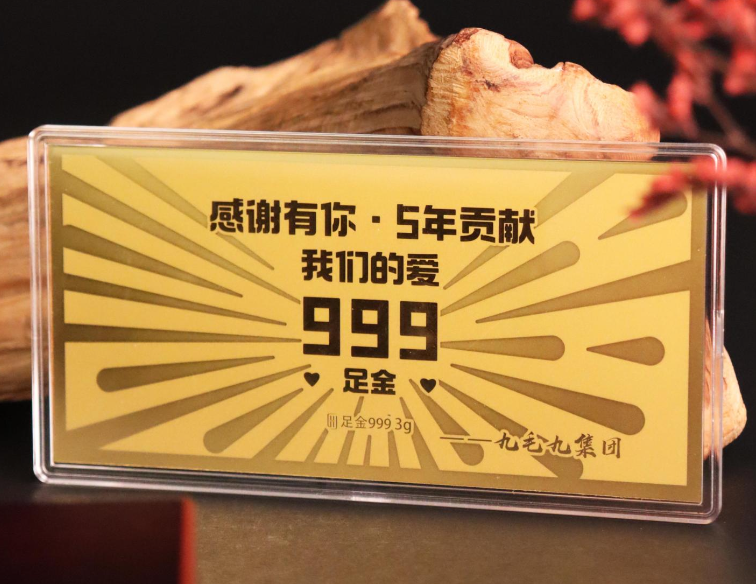 感谢有你·5年贡献
我们的爱
999
足金
足金999 3g
——九毛九集团